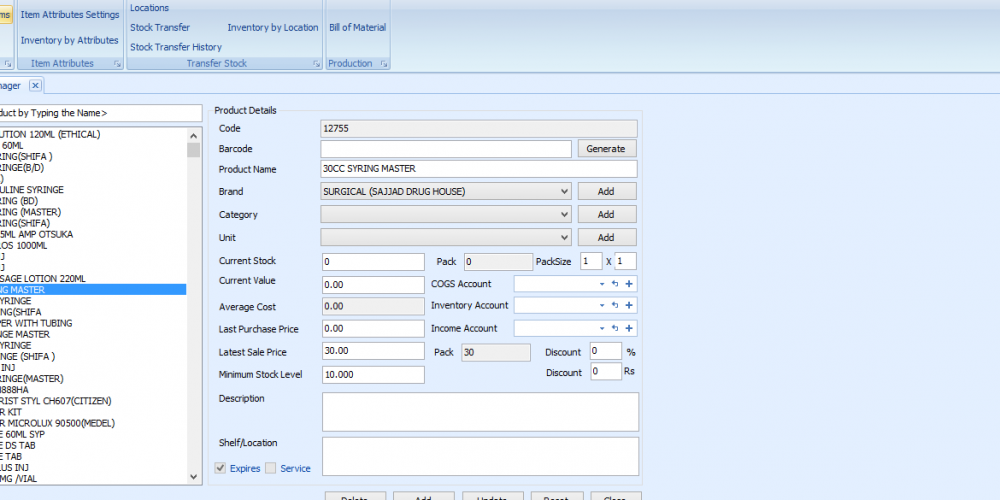 ms
Item Attributes Settings
Inventory by Attributes
Item Attributes
Locations
Stock Transfer
Inventory by Location
Stock Transfer History
Transfer Stock
Bill of Material
Production
nager
duct by Typing the Name>
UTION 120ML (ETHICAL)
60ML
RING(SHIFA )
RINGE(B/D)
)
ULINE SYRINGE
RING (BD)
RING (MASTER)
RING(SHIFA)
5ML AMP OTSUKA
LOS 1000ML
J
J
SAGE LOTION 220ML
NG MASTER
YRINGE
NG(SHIFA
PER WITH TUBING
NGE MASTER
RINGE
NGE (SHIFA )
INJ
RINGE(MASTER)
N888HA
RIST STYL CH607(CITIZEN)
R KIT
R MICROLUX 90500(MEDEL)
E 60ML SYP
E DS TAB
E TAB
LUS INJ
MG /VIAL
Product Details
Code 12755
Barcode Generate
Product Name 30CC SYRING MASTER
Brand SURGICAL (SAJJAD DRUG HOUSE) Add
Category Add
Unit Add
Current Stock 0 Pack 0 PackSize 1 X 1
Current Value 0.00 COGS Account
Average Cost 0.00 Inventory Account
Last Purchase Price 0.00 Income Account
Latest Sale Price 30.00 Pack 30 Discount 0 %
Minimum Stock Level 10.000 Discount 0 Rs
Description
Shelf/Location
Expires Service
Delete Add Update Reset Close